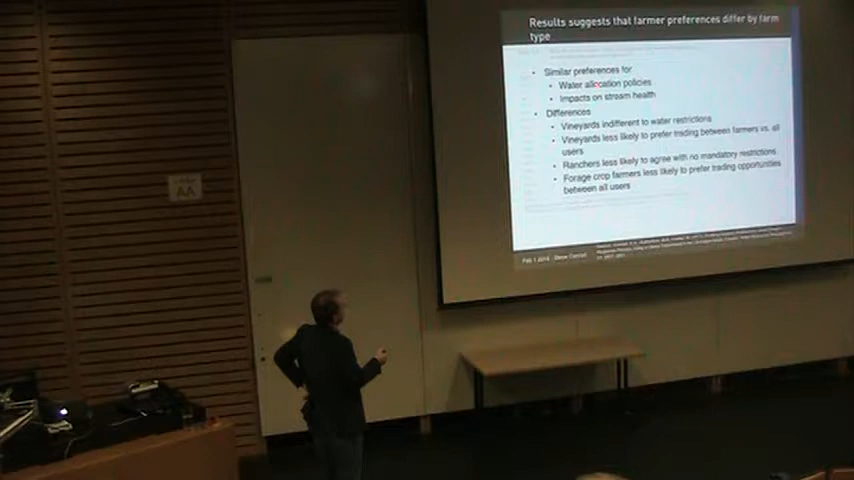 Results suggests that farmer preferences differ by farm
type
• Similar preferences for
• Water allocation policies
• Impacts on stream health
• Differences
• Vineyards indifferent to water restrictions
• Vineyards less likely to prefer trading between farmers vs. all
users
• Ranchers less likely to agree with no mandatory restrictions
• Forage crop farmers less likely to prefer trading opportunities
between all users
AA